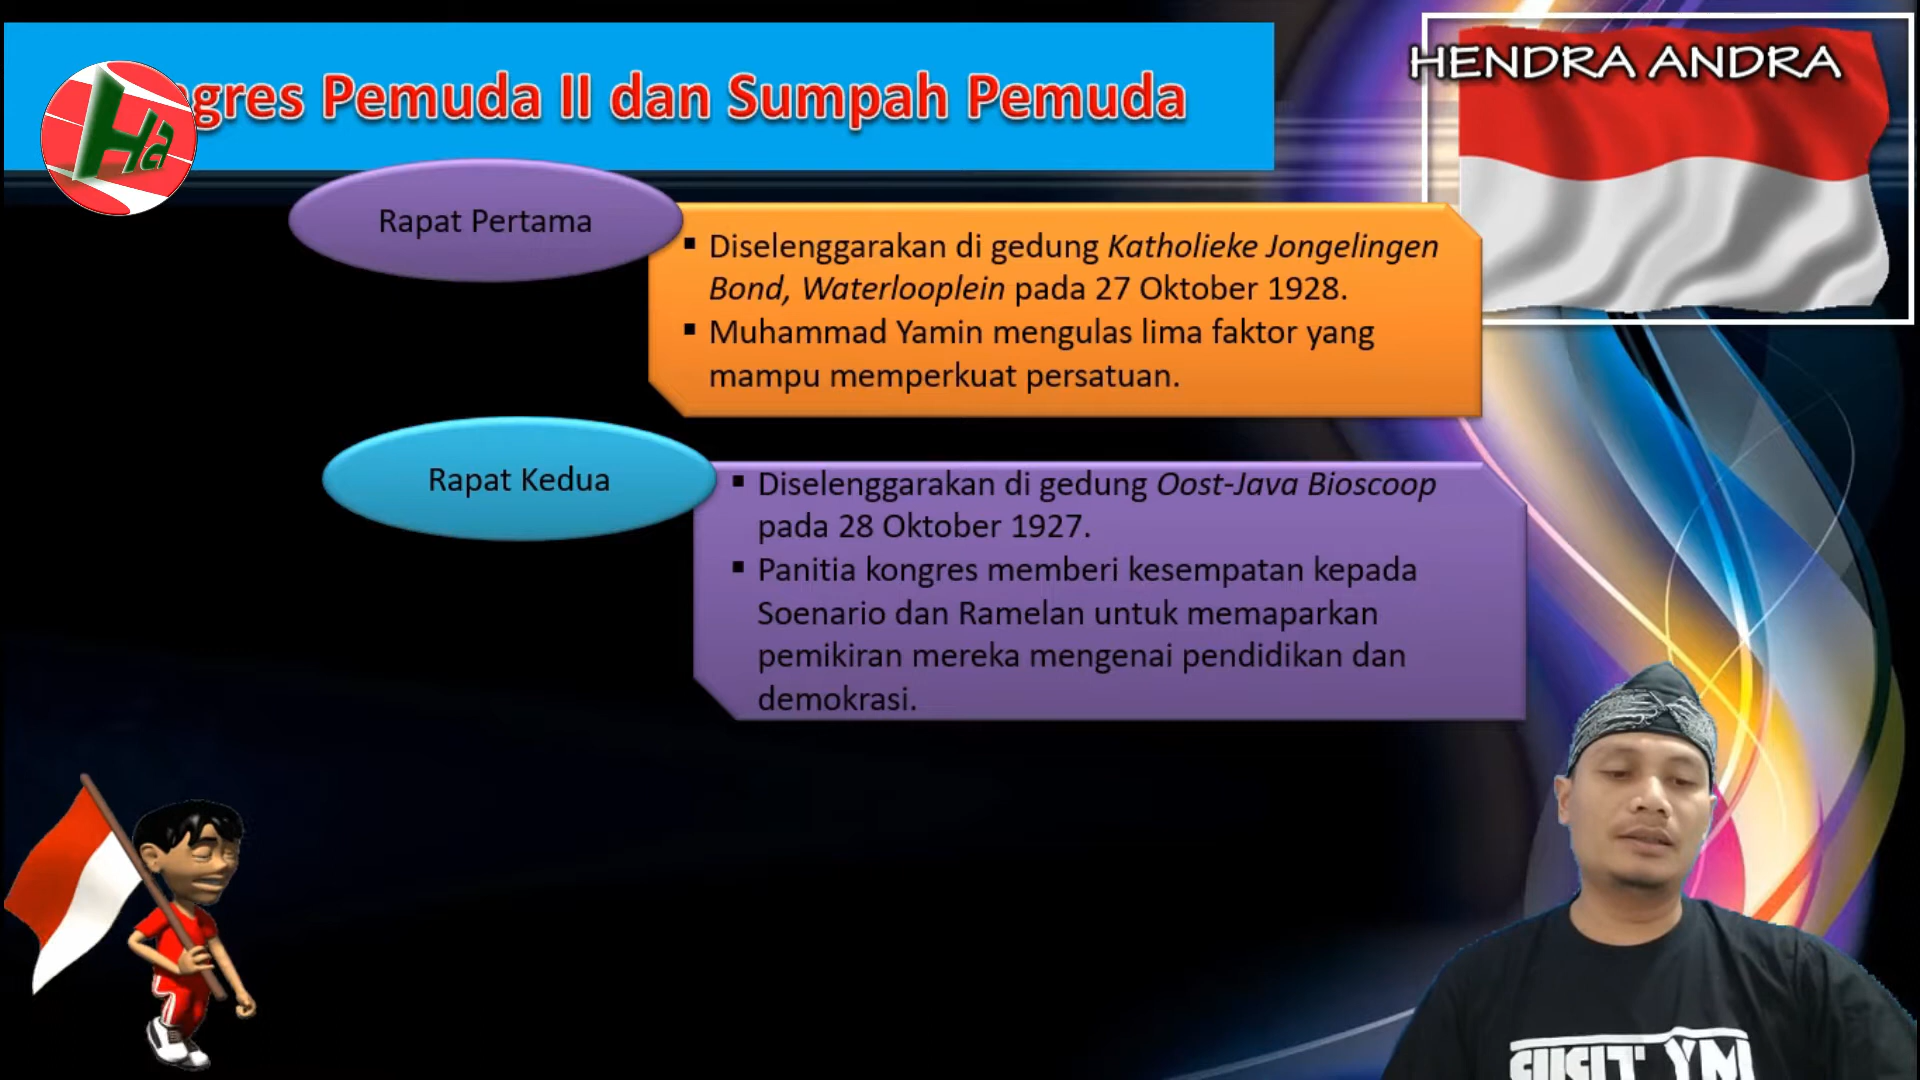 HENDRA ANDRA
gres Pemuda II dan Sumpah Pemuda
Ha
Rapat Pertama
▪ Diselenggarakan di gedung Katholieke Jongelingen
Bond, Waterlooplein pada 27 Oktober 1928.
▪ Muhammad Yamin mengulas lima faktor yang
mampu memperkuat persatuan.
Rapat Kedua
▪ Diselenggarakan di gedung Oost-Java Bioscoop
pada 28 Oktober 1927.
▪ Panitia kongres memberi kesempatan kepada
Soenario dan Ramelan untuk memaparkan
pemikiran mereka mengenai pendidikan dan
demokrasi.